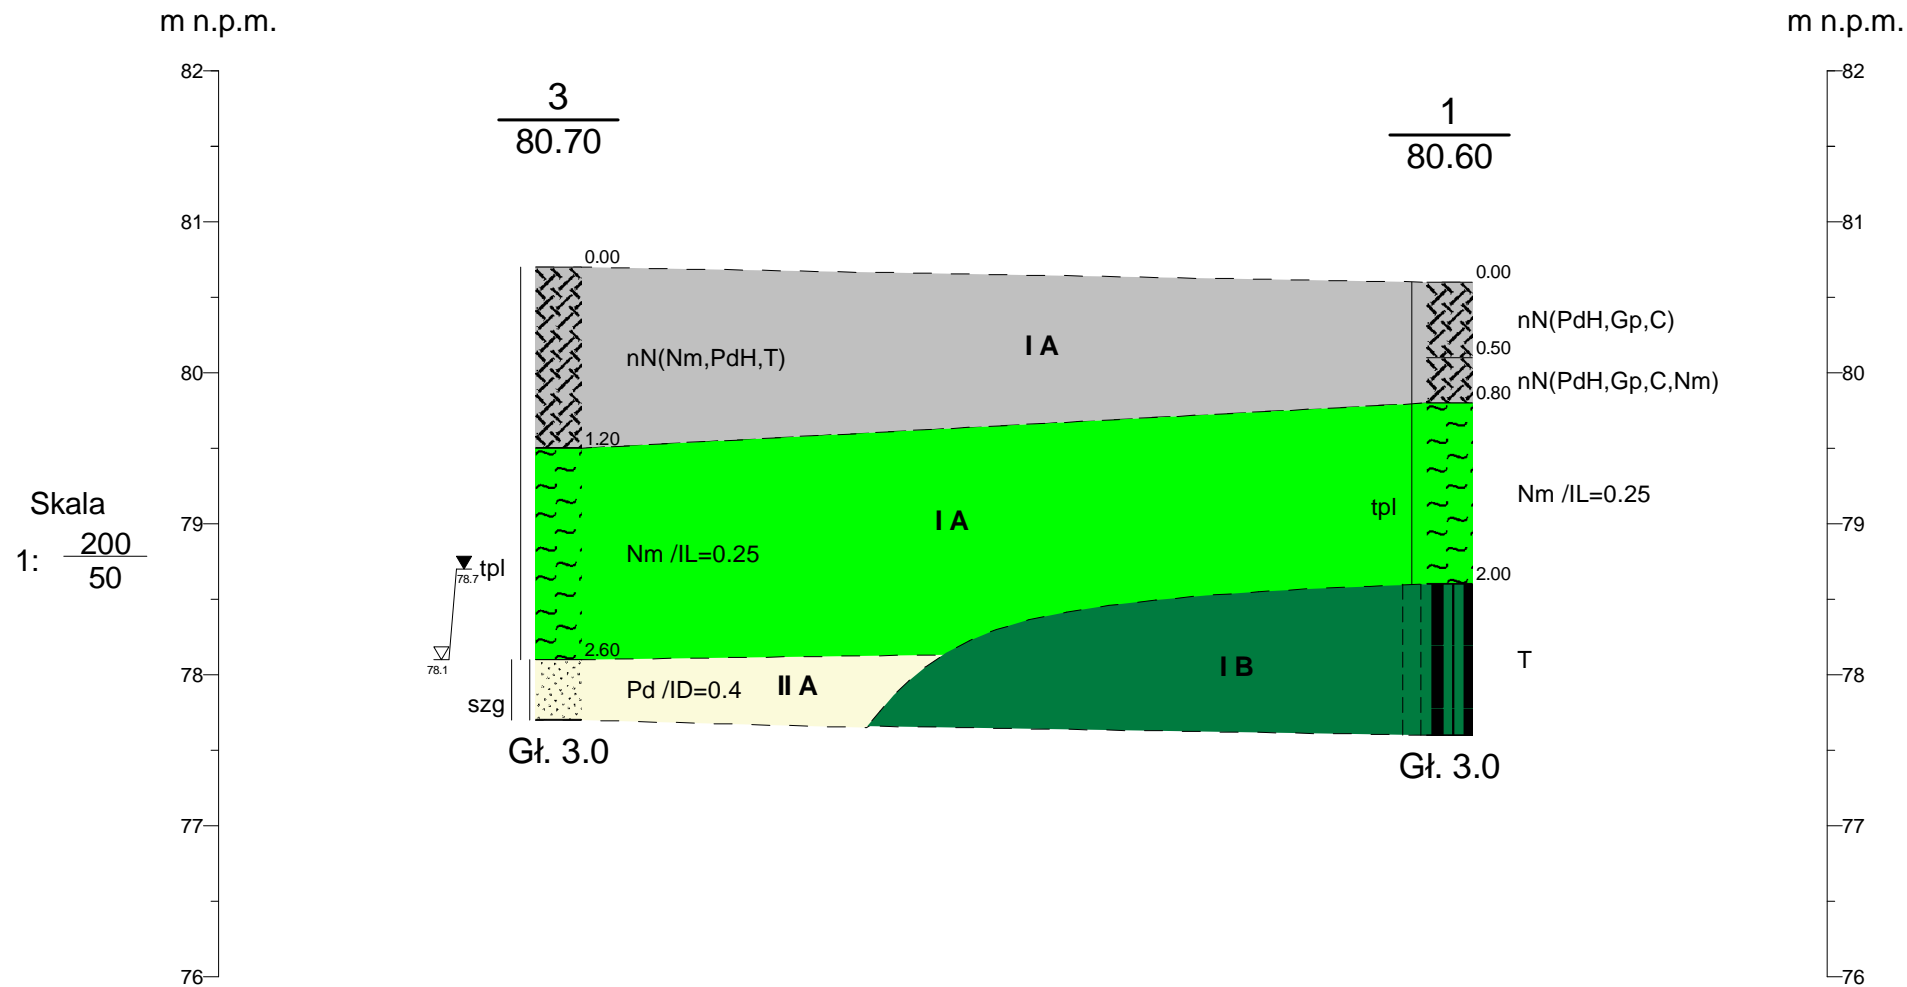 m n.p.m.
m n.p.m.
82
82
3
80.70
1
80.60
81
81
0.00
0.00
nN(PdH,Gp,C)
I A
0.50
nN(Nm,PdH,T)
80
80
nN(PdH,Gp,C,Nm)
0.80
1.20
Nm /IL=0.25
Skala
1: 200
50
tpl
I A
79
79
Nm /IL=0.25
78.7 tpl
2.00
2.60
78.1
T
I B
78
78
Pd /ID=0.4
II A
szg
Gł. 3.0
Gł. 3.0
77
77
76
76